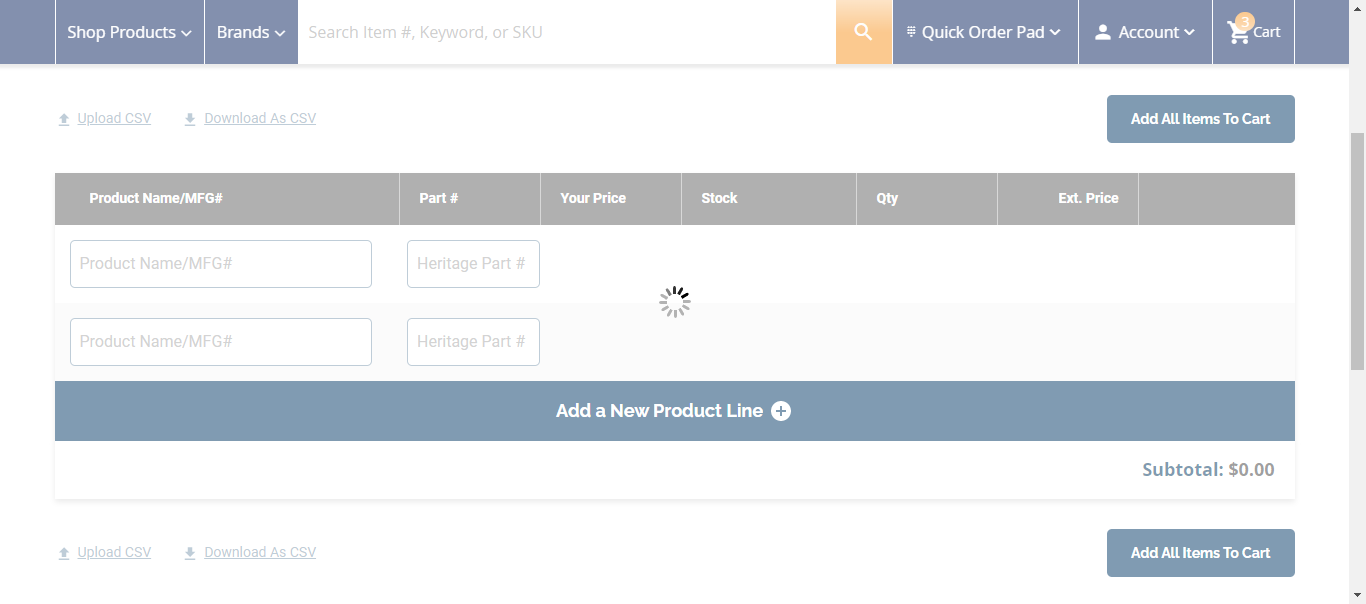 Shop Products Brands Search Item #, Keyword, or SKU Quick Order Pad Account 3 Cart
Upload CSV Download As CSV Add All Items To Cart
Product Name/MFG# Part # Your Price Stock Qty Ext. Price
Product Name/MFG# Heritage Part #
Product Name/MFG# Heritage Part #
Add a New Product Line
Subtotal: $0.00
Upload CSV Download As CSV Add All Items To Cart